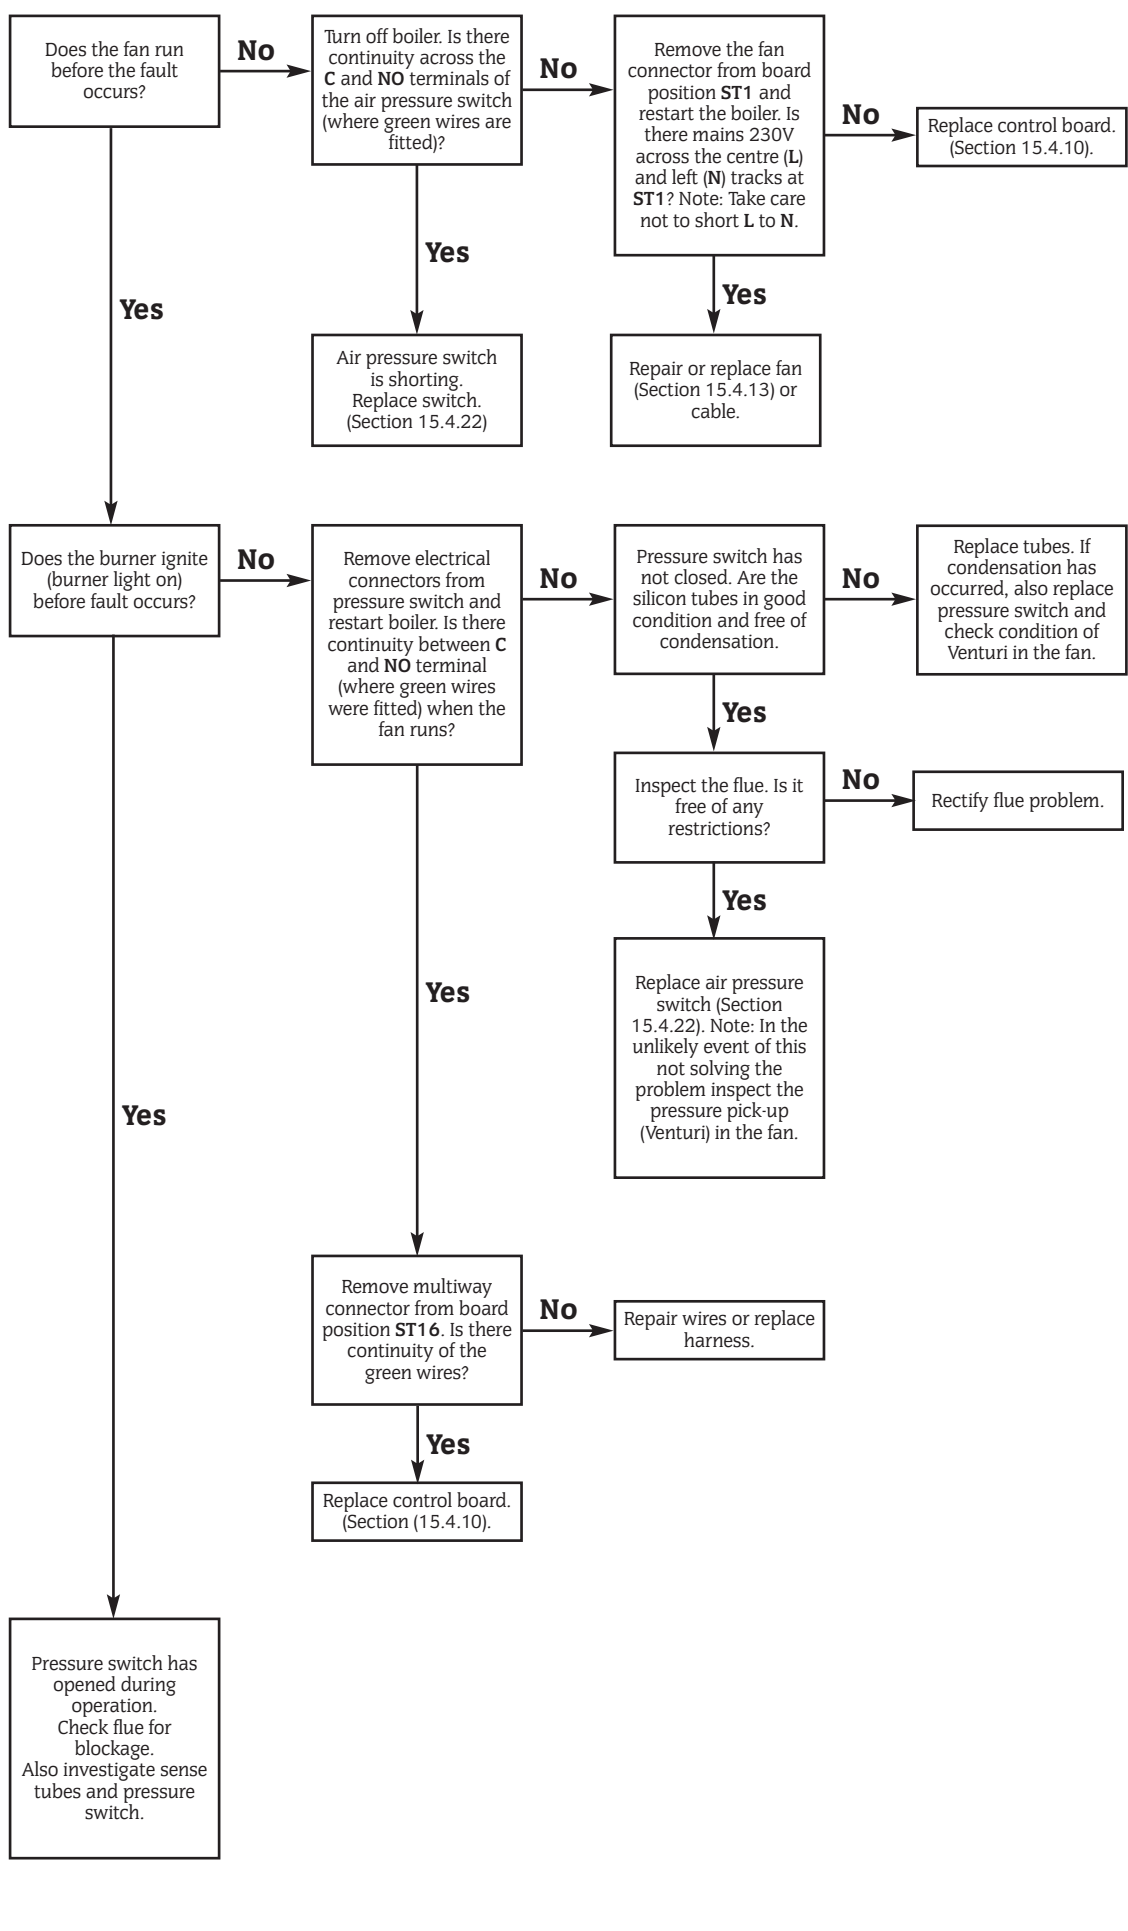 Does the fan run
before the fault
occurs?
No
Turn off boiler. Is there
continuity across the
C and NO terminals of
the air pressure switch
(where green wires are
fitted)?
No
Remove the fan
connector from board
position ST1 and
restart the boiler. Is
there mains 230V
across the centre (L)
and left (N) tracks at
ST1? Note: Take care
not to short L to N.
No
Replace control board.
(Section 15.4.10).
Yes
Yes
Yes
Air pressure switch
is shorting.
Replace switch.
(Section 15.4.22)
Repair or replace fan
(Section 15.4.13) or
cable.
Does the burner ignite
(burner light on)
before fault occurs?
No
Remove electrical
connectors from
pressure switch and
restart boiler. Is there
continuity between C
and NO terminal
(where green wires
were fitted) when the
fan runs?
No
Pressure switch has
not closed. Are the
silicon tubes in good
condition and free of
condensation.
No
Replace tubes. If
condensation has
occurred, also replace
pressure switch and
check condition of
Venturi in the fan.
Yes
Inspect the flue. Is it
free of any
restrictions?
No
Rectify flue problem.
Yes
Replace air pressure
switch (Section
15.4.22). Note: In the
unlikely event of this
not solving the
problem inspect the
pressure pick-up
(Venturi) in the fan.
Yes
Yes
Remove multiway
connector from board
position ST16. Is there
continuity of the
green wires?
No
Repair wires or replace
harness.
Yes
Replace control board.
(Section (15.4.10).
Pressure switch has
opened during
operation.
Check flue for
blockage.
Also investigate sense
tubes and pressure
switch.